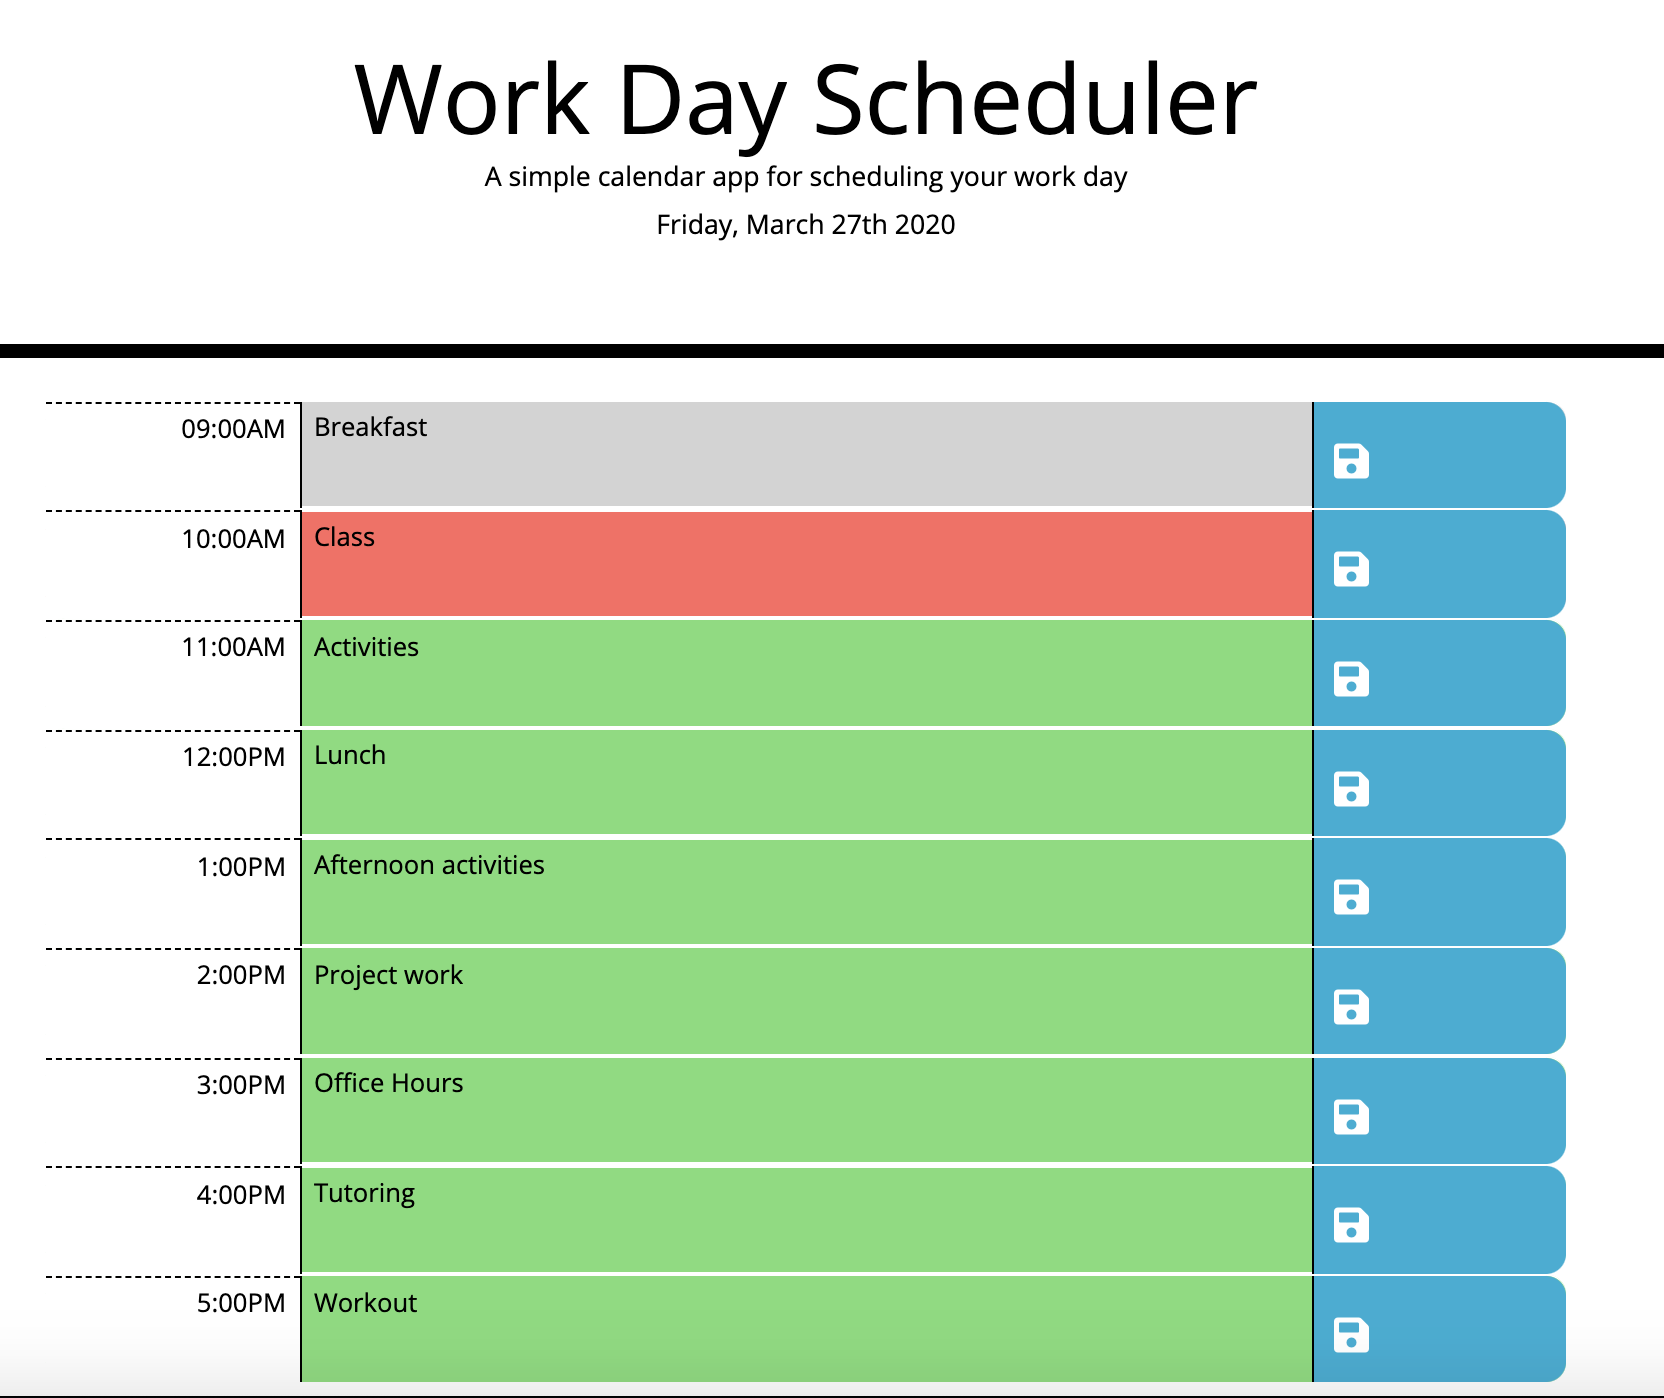 Work Day Scheduler
A simple calendar app for scheduling your work day
Friday, March 27th 2020
09:00AM Breakfast
10:00AM Class
11:00AM Activities
12:00PM Lunch
1:00PM Afternoon activities
2:00PM Project work
3:00PM Office Hours
4:00PM Tutoring
5:00PM Workout